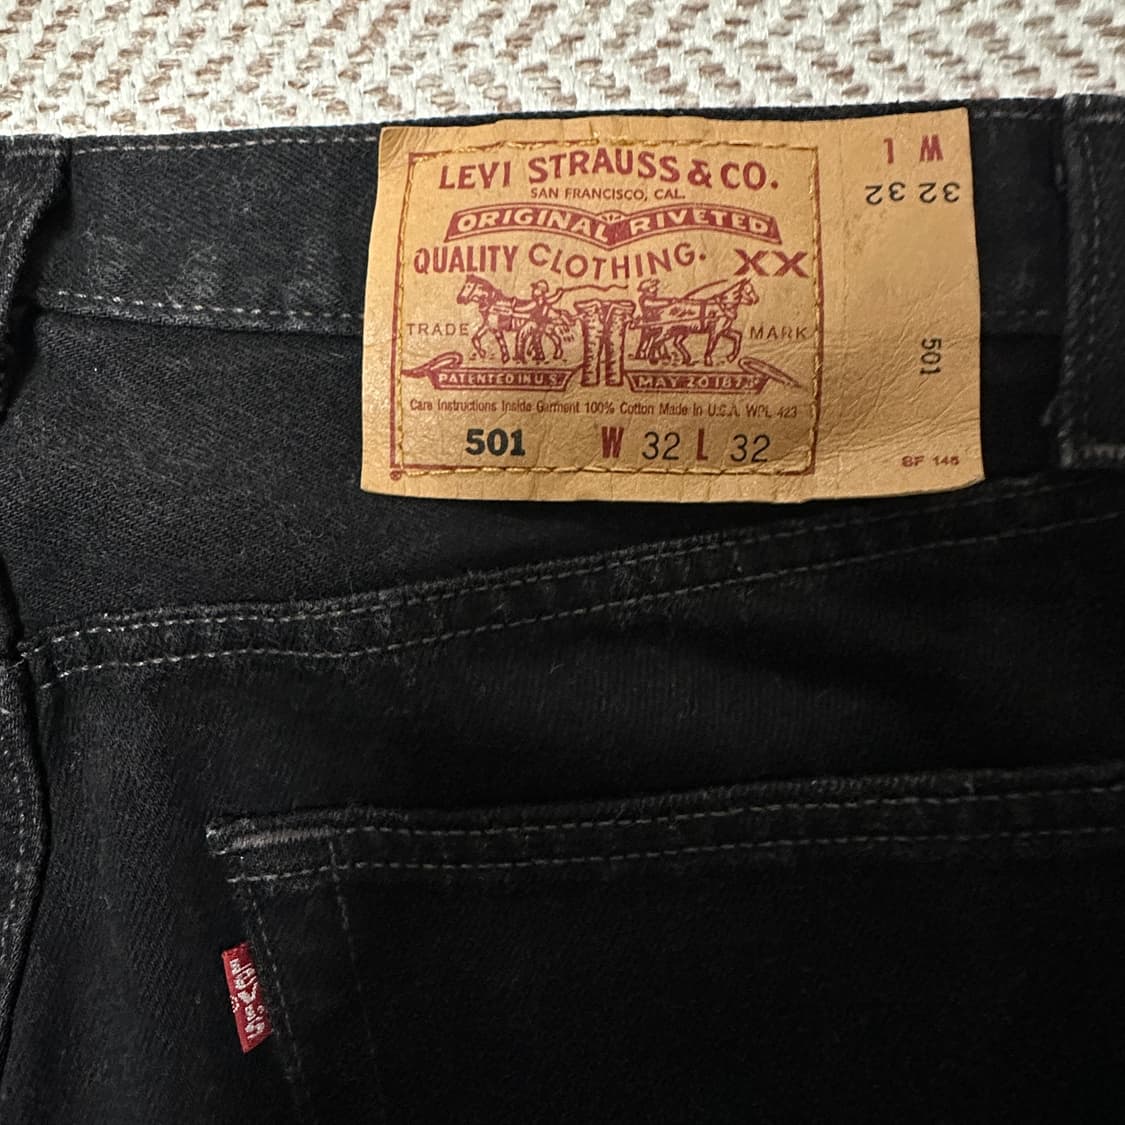 LEVI STRAUSS & CO.
SAN FRANCISCO, CAL.
ORIGINAL RIVETED
QUALITY CLOTHING. XX
TRADE MARK
PATENTED IN U.S. MAY 20 1873
Care Instructions Inside Garment 100% Cotton Made In U.S.A. WPL 423
501 W 32 L 32
®
W L
32 32
501
SF 146